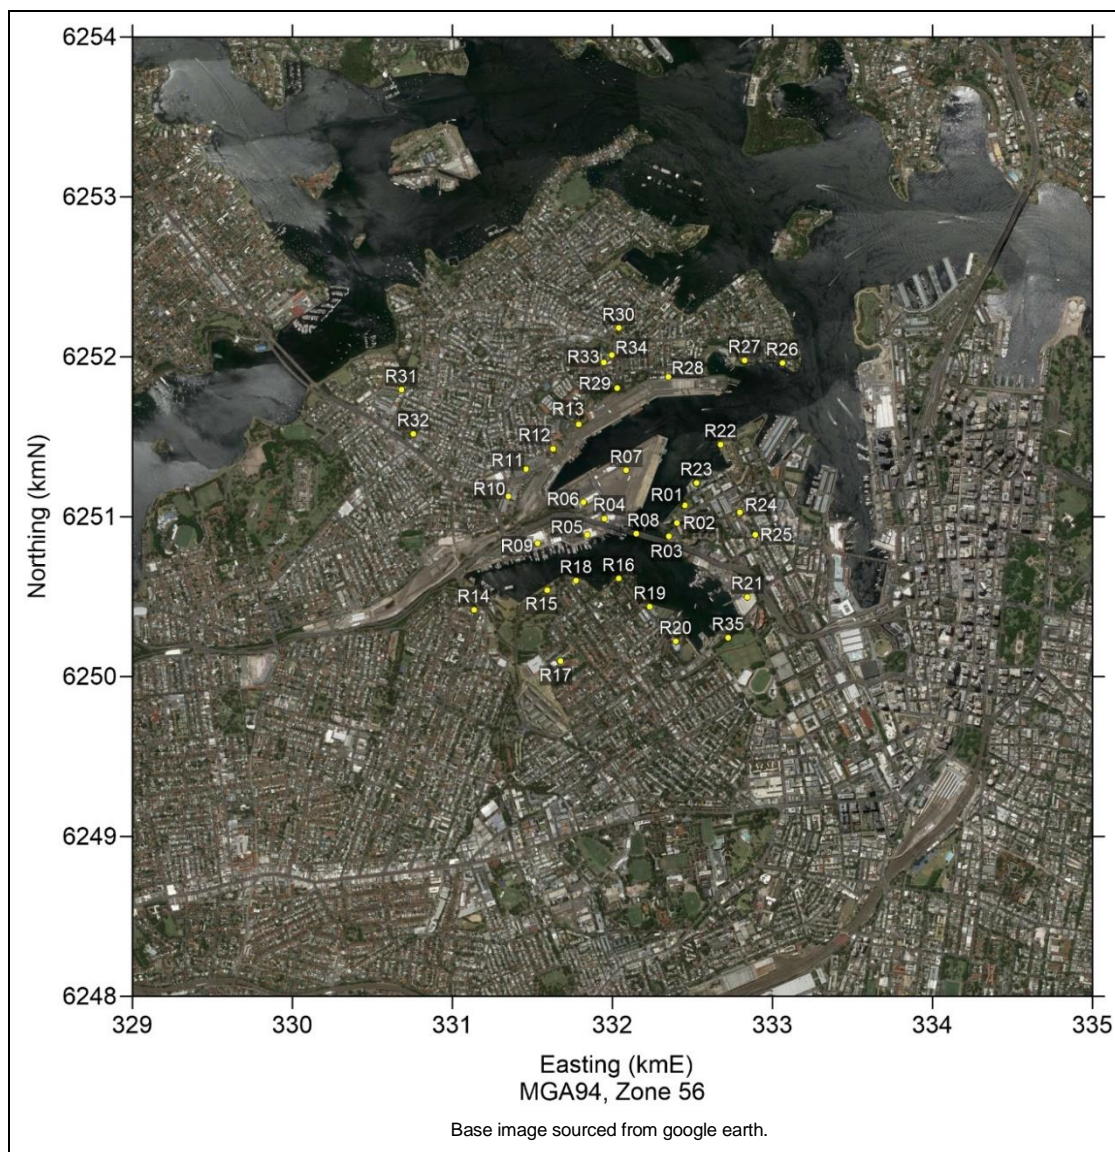 6254
6253
6252
6251
6250
6249
6248
Northing (kmN)
R30
R33 R34
R27 R26
R28
R31
R29
R32
R13
R12
R22
R11
R07
R23
R10
R06 R04
R01
R24
R05
R08
R02
R25
R09
R03
R18 R16
R14
R15
R19
R21
R20
R35
R17
329 330 331 332 333 334 335
Easting (kmE)
MGA94, Zone 56
Base image sourced from google earth.